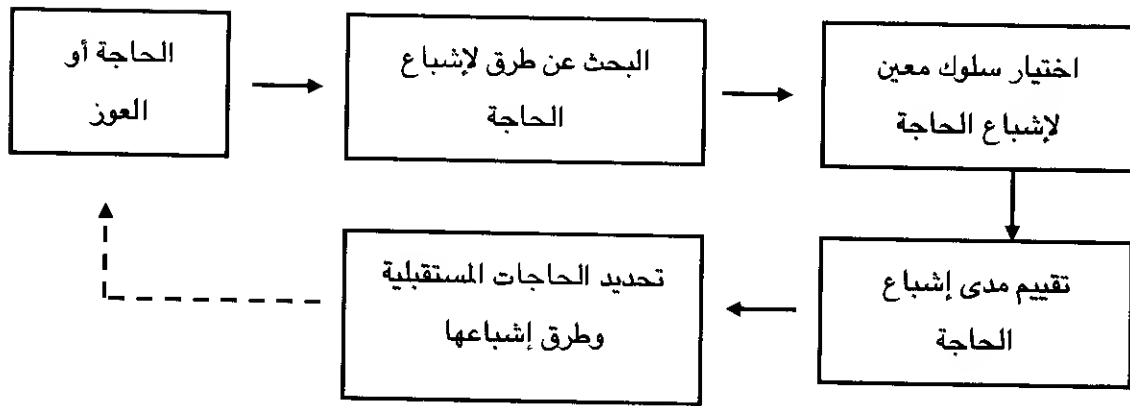 الحاجة أو
العوز
البحث عن طرق لإشباع
الحاجة
اختيار سلوك معين
لإشباع الحاجة
تقييم مدى إشباع
الحاجة
تحديد الحاجات المستقبلية
وطرق إشباعها